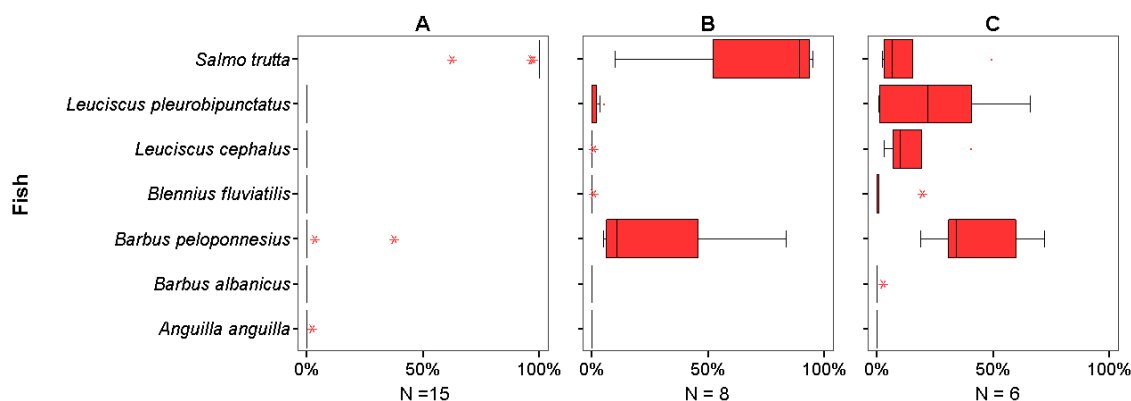 A
B
C
Fish
Salmo trutta
Leuciscus pleurobipunctatus
Leuciscus cephalus
Blennius fluviatilis
Barbus peloponnesius
Barbus albanicus
Anguilla anguilla
0% 50% 100%
0% 50% 100%
0% 50% 100%
N =15
N = 8
N = 6